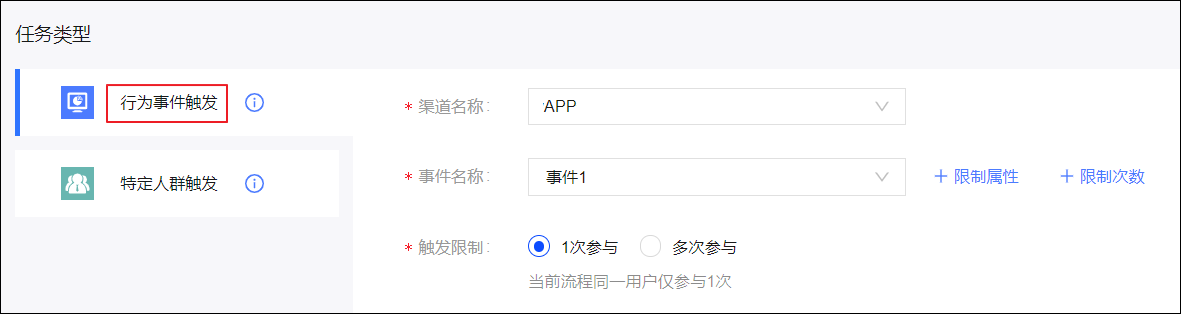 任务类型
行为事件触发
特定人群触发
* 渠道名称:
APP
* 事件名称:
事件1
+ 限制属性
+ 限制次数
* 触发限制:
1次参与
多次参与
当前流程同一用户仅参与1次